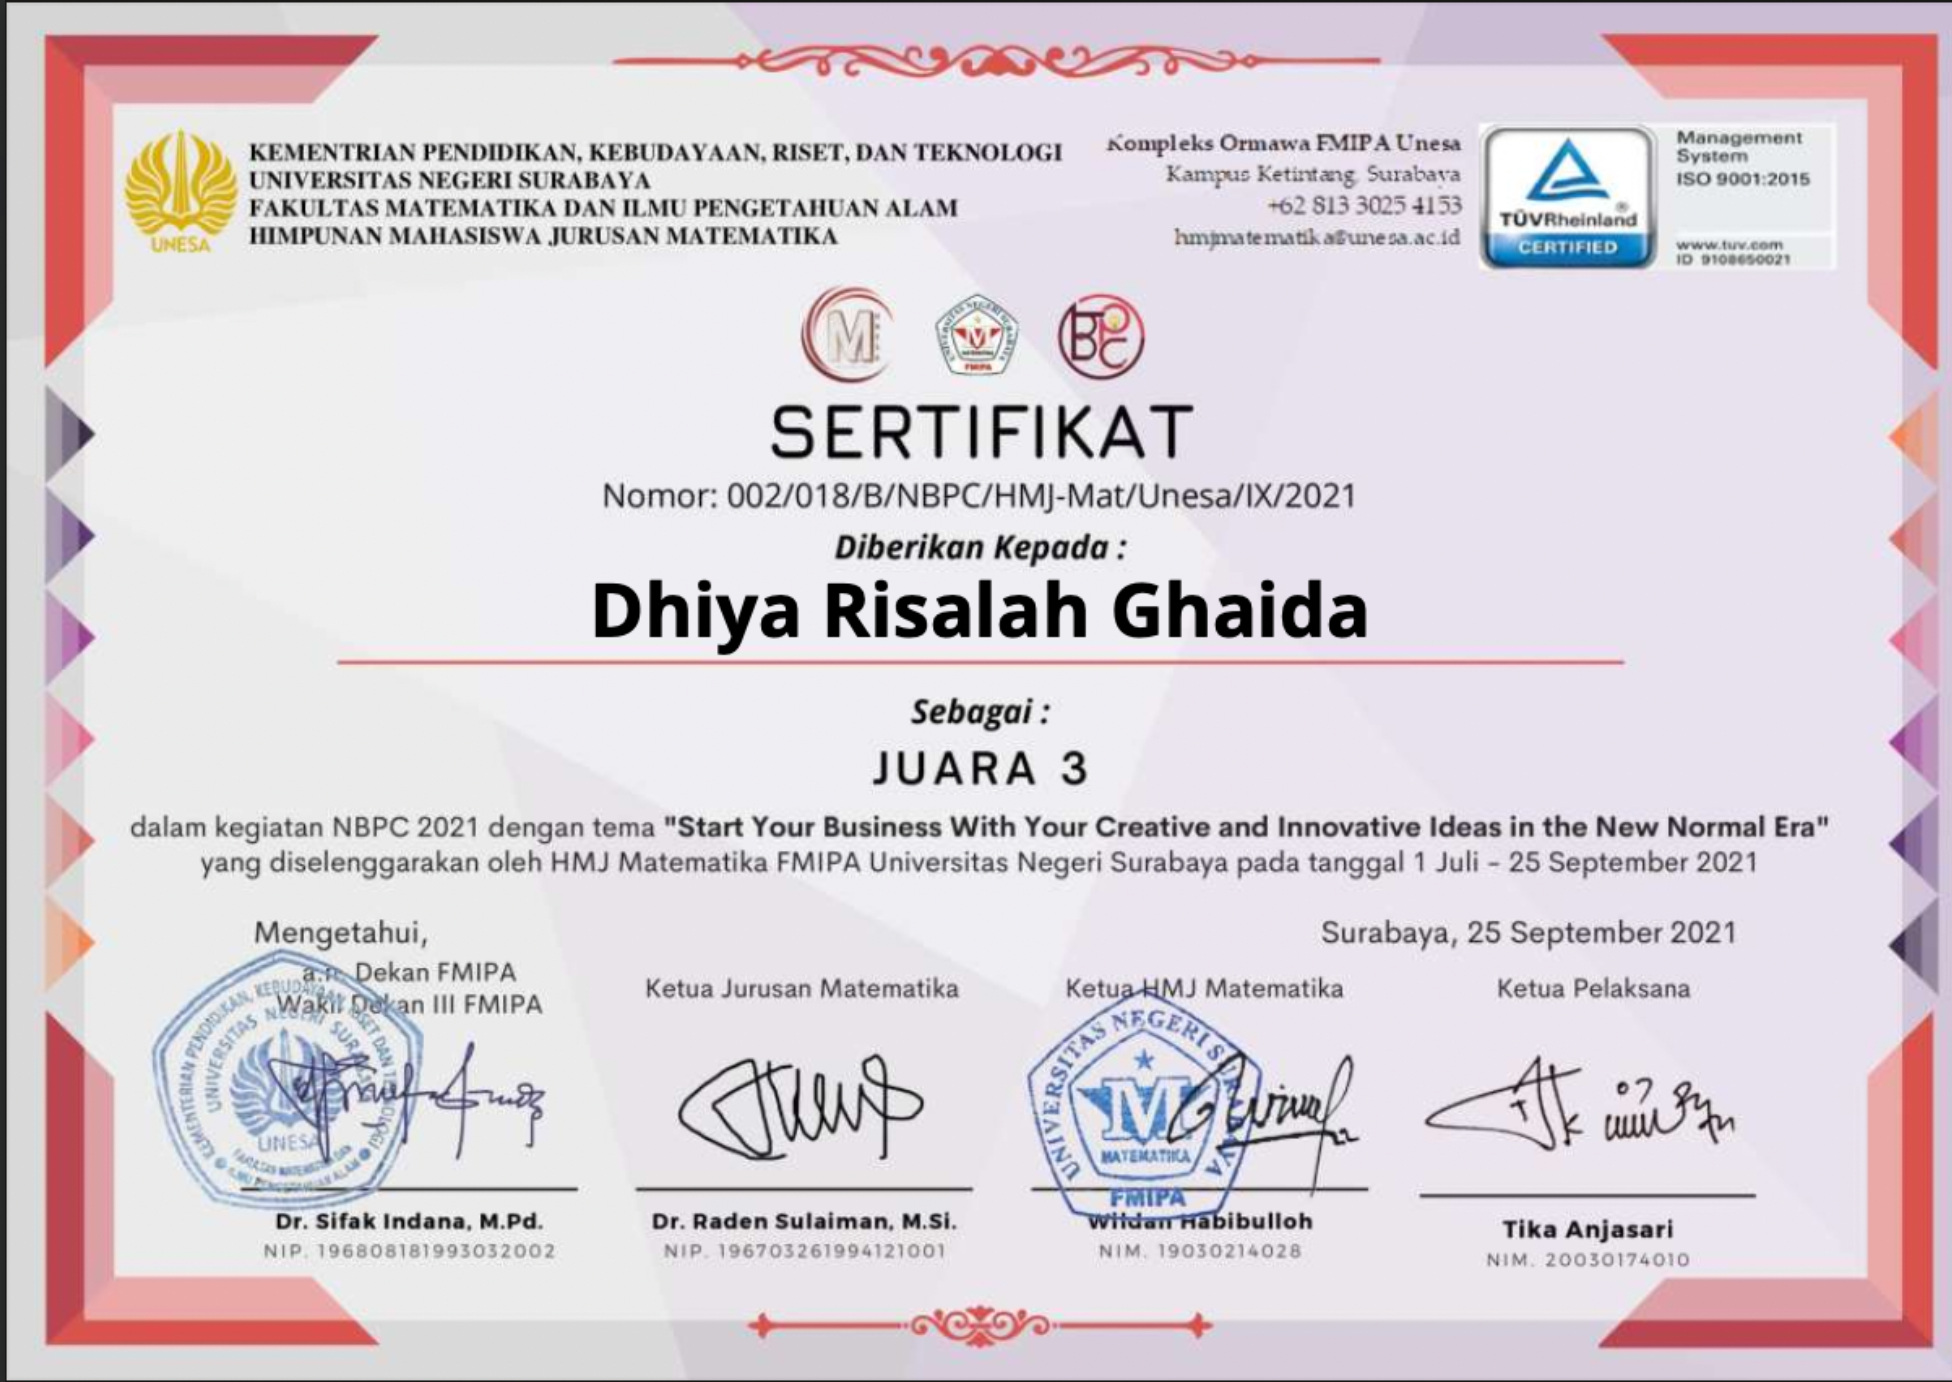 KEMENTRIAN PENDIDIKAN, KEBUDAYAAN, RISET, DAN TEKNOLOGI
UNIVERSITAS NEGERI SURABAYA
FAKULTAS MATEMATIKA DAN ILMU PENGETAHUAN ALAM
HIMPUNAN MAHASISWA JURUSAN MATEMATIKA
UNESA
Kompleks Ormawa FMIPA Unesa
Kampus Ketintang, Surabaya
+62 813 3025 4153
hmjmatematika@unesa.ac.id
TÜVRheinland®
CERTIFIED
Management
System
ISO 9001:2015
www.tuv.com
ID 9108650021
SERTIFIKAT
Nomor: 002/018/B/NBPC/HMJ-Mat/Unesa/IX/2021
Diberikan Kepada :
Dhiya Risalah Ghaida
Sebagai :
JUARA 3
dalam kegiatan NBPC 2021 dengan tema "Start Your Business With Your Creative and Innovative Ideas in the New Normal Era"
yang diselenggarakan oleh HMJ Matematika FMIPA Universitas Negeri Surabaya pada tanggal 1 Juli - 25 September 2021
Mengetahui,
a.n. Dekan FMIPA
Wakil Dekan III FMIPA
Surabaya, 25 September 2021
Ketua Jurusan Matematika
Ketua HMJ Matematika
Ketua Pelaksana
UNIVERSITAS NEGERI SURABAYA
UNESA
UNIVERSITAS NEGERI SURABAYA
M
MATEMATIKA
FMIPA
Dr. Sifak Indana, M.Pd.
NIP. 196808181993032002
Dr. Raden Sulaiman, M.Si.
NIP. 196703261994121001
Wildan Habibulloh
NIM. 19030214028
Tika Anjasari
NIM. 20030174010